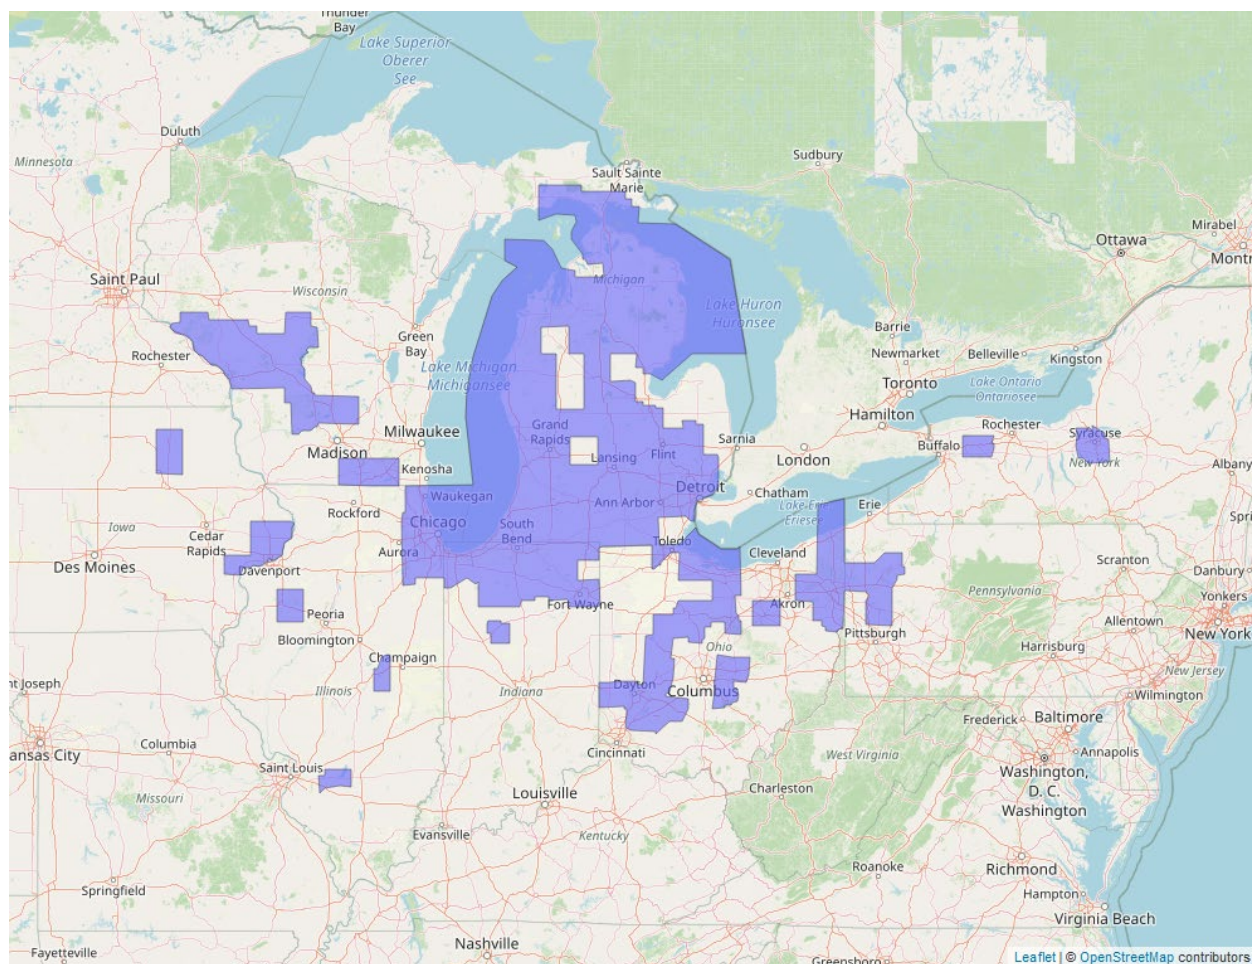 Thunder
Bay
Lake Superior
Oberer
See
Duluth
Minnesota
Sudbury
Sault Sainte
Marie
Mirabel
Ottawa
Saint Paul
Michigan
Wisconsin
Lake Huron
Huronsee
Green
Bay
Barrie
Rochester
Newmarket
Belleville
Kingston
Lake Michigan
Michigansee
Toronto
Lake Ontario
Ontariosee
Hamilton
Grand
Rapids
Milwaukee
Sarnia
Rochester
Syracuse
Buffalo
Madison
Lansing
Flint
London
New York
Albany
Kenosha
Waukegan
Detroit
Chatham
Ann Arbor
Lake Erie
Eriesee
Erie
Rockford
Iowa
Chicago
South
Bend
Cedar
Rapids
Aurora
Toledo
Cleveland
Scranton
Danbury
Des Moines
Davenport
Fort Wayne
Akron
Pennsylvania
Yonkers
Peoria
Allentown
New York
Bloomington
Pittsburgh
Ohio
Harrisburg
Champaign
New Jersey
Illinois
Indiana
Dayton
Columbus
Wilmington
Frederick
Baltimore
Columbia
Cincinnati
Annapolis
West Virginia
Saint Louis
Washington,
D. C.
Washington
Missouri
Louisville
Charleston
Evansville
Kentucky
Richmond
Roanoke
Springfield
Hampton
Virginia Beach
Nashville
Fayetteville
Greensboro
Leaflet | © OpenStreetMap contributors